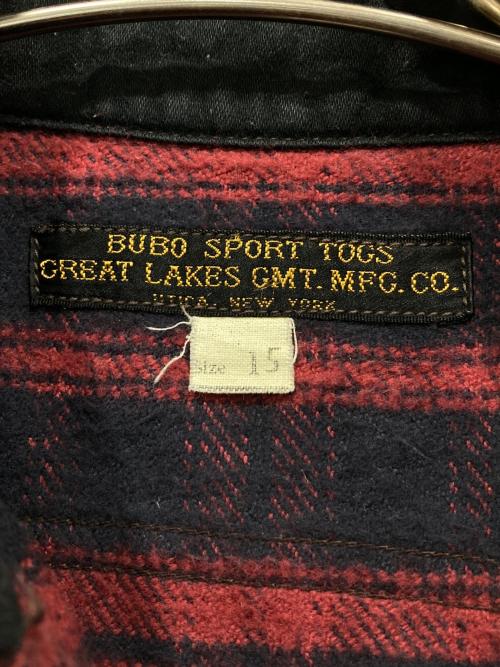 BUBO SPORT TOGS
GREAT LAKES GMT. MFG. CO.
UTICA, NEW YORK
size 15